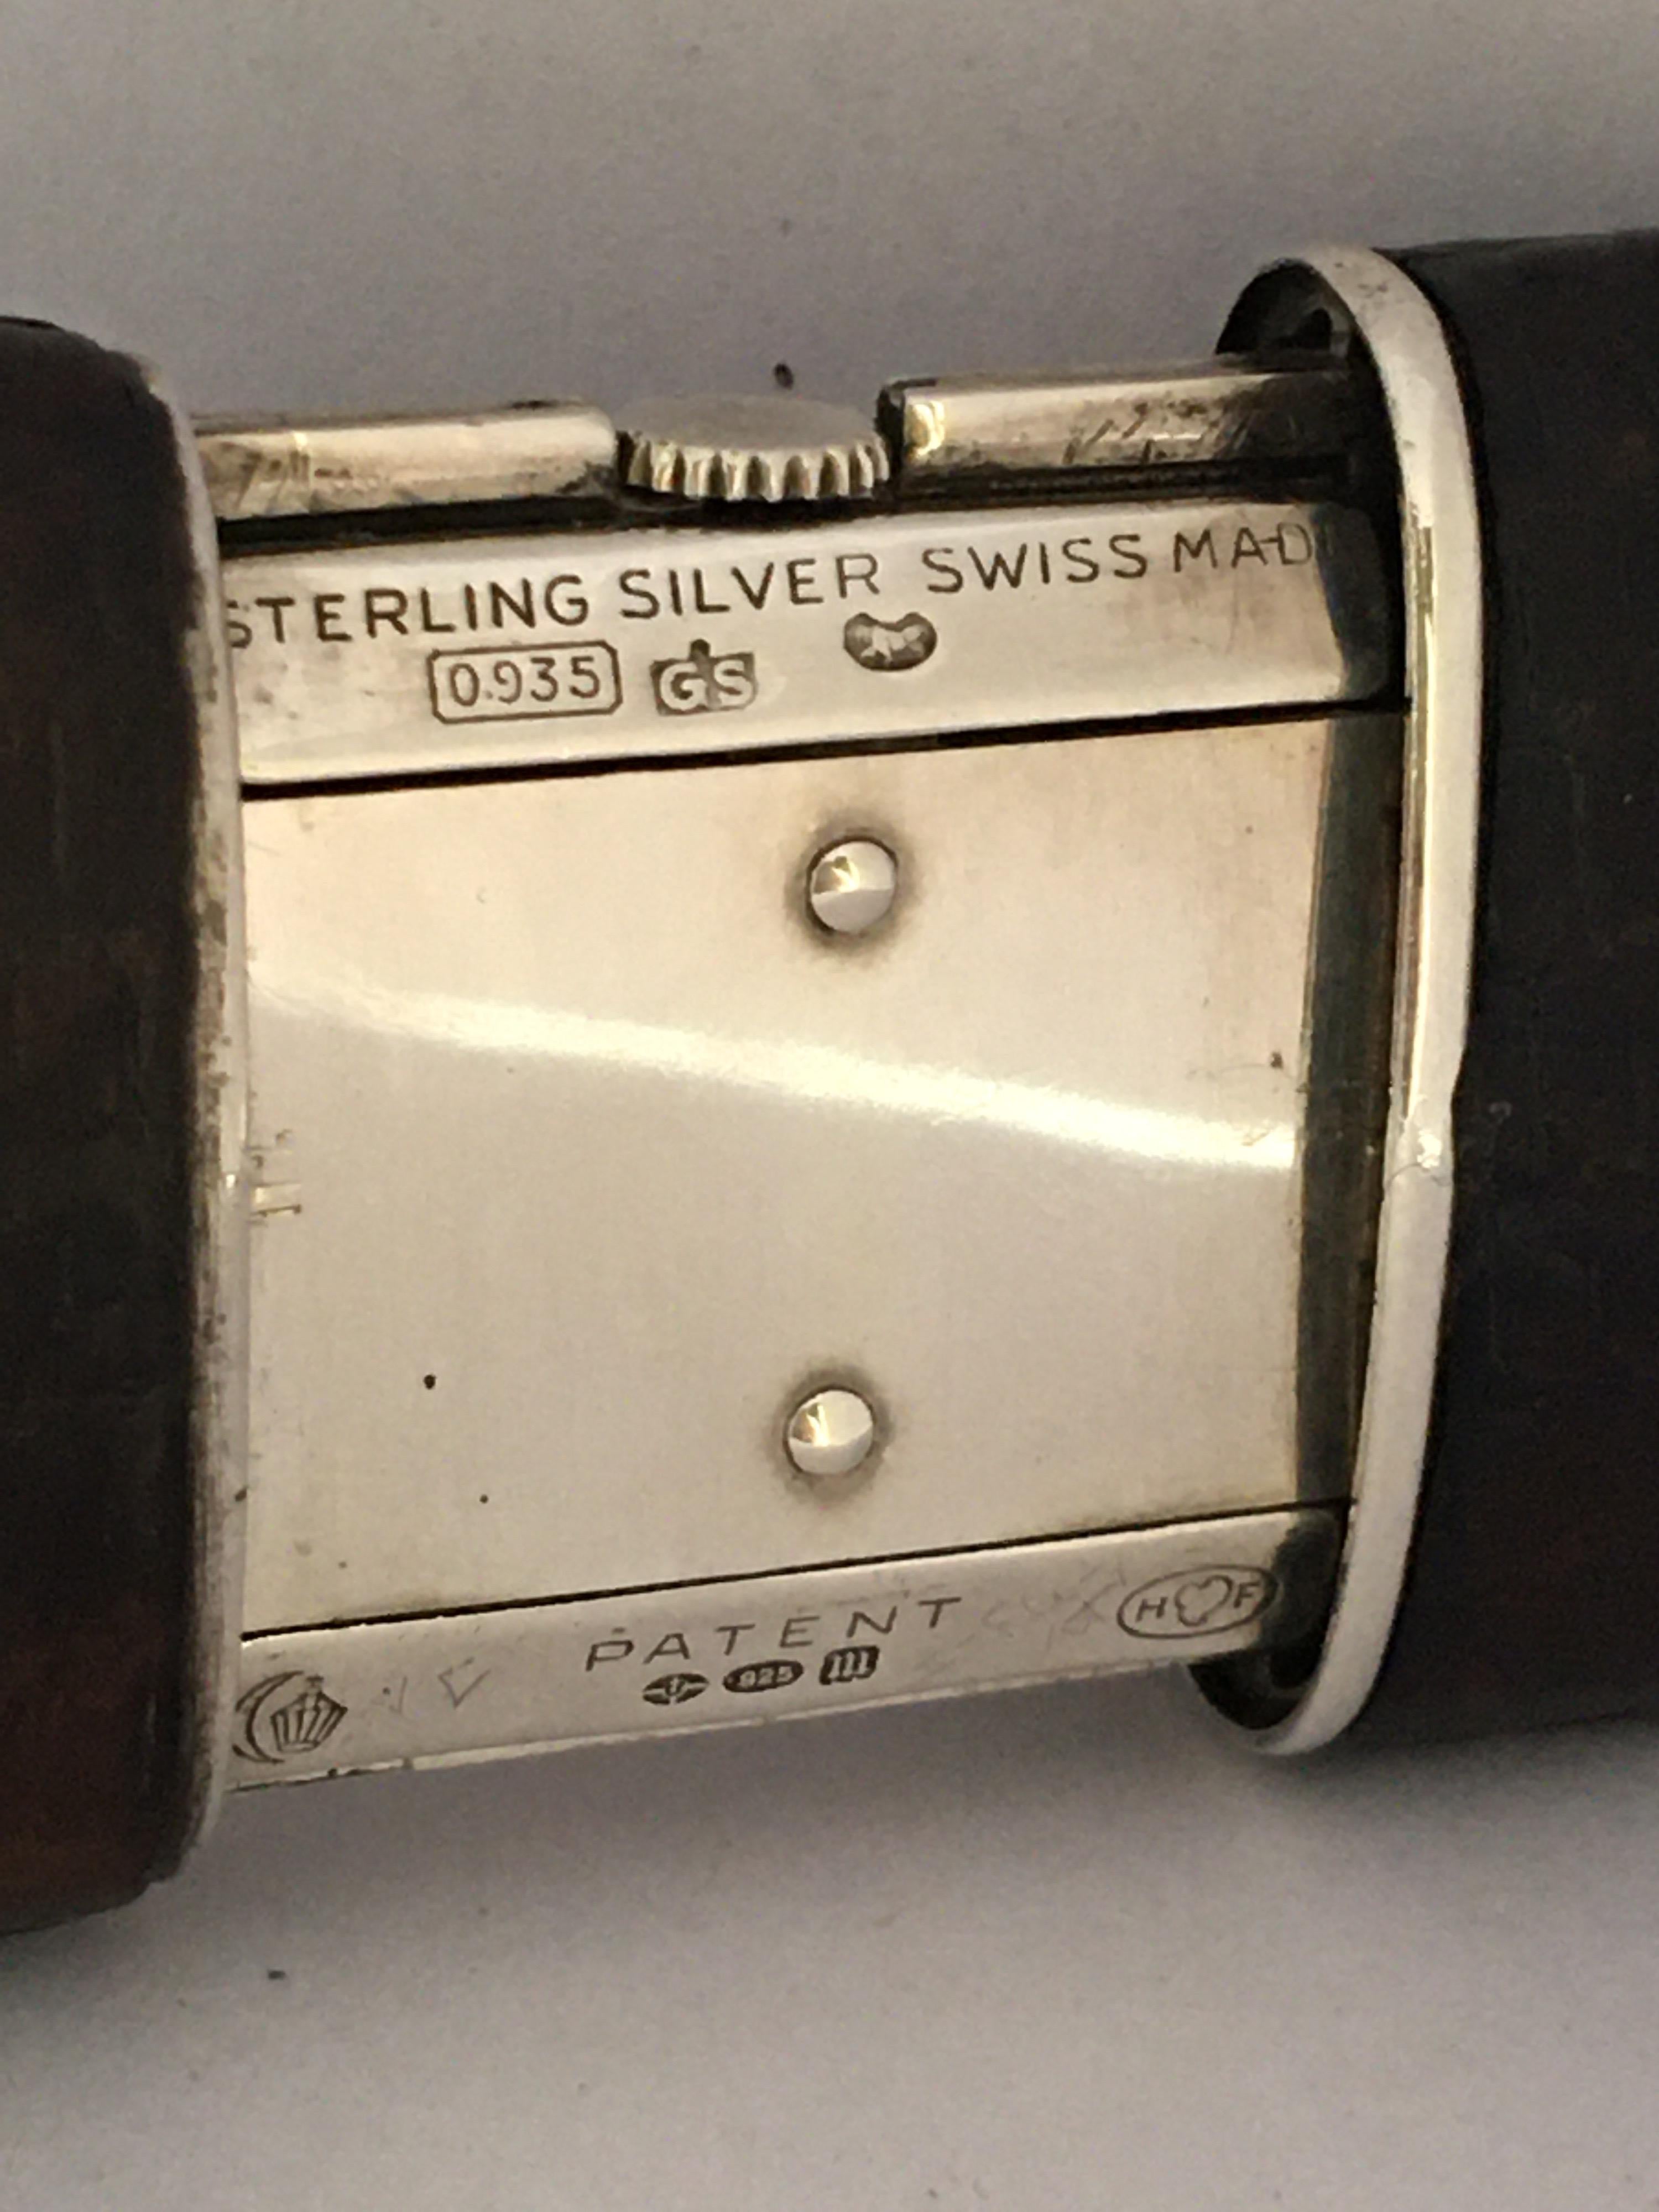 STERLING SILVER SWISS MAD
0.935 GS
PATENT
.925 m
H F